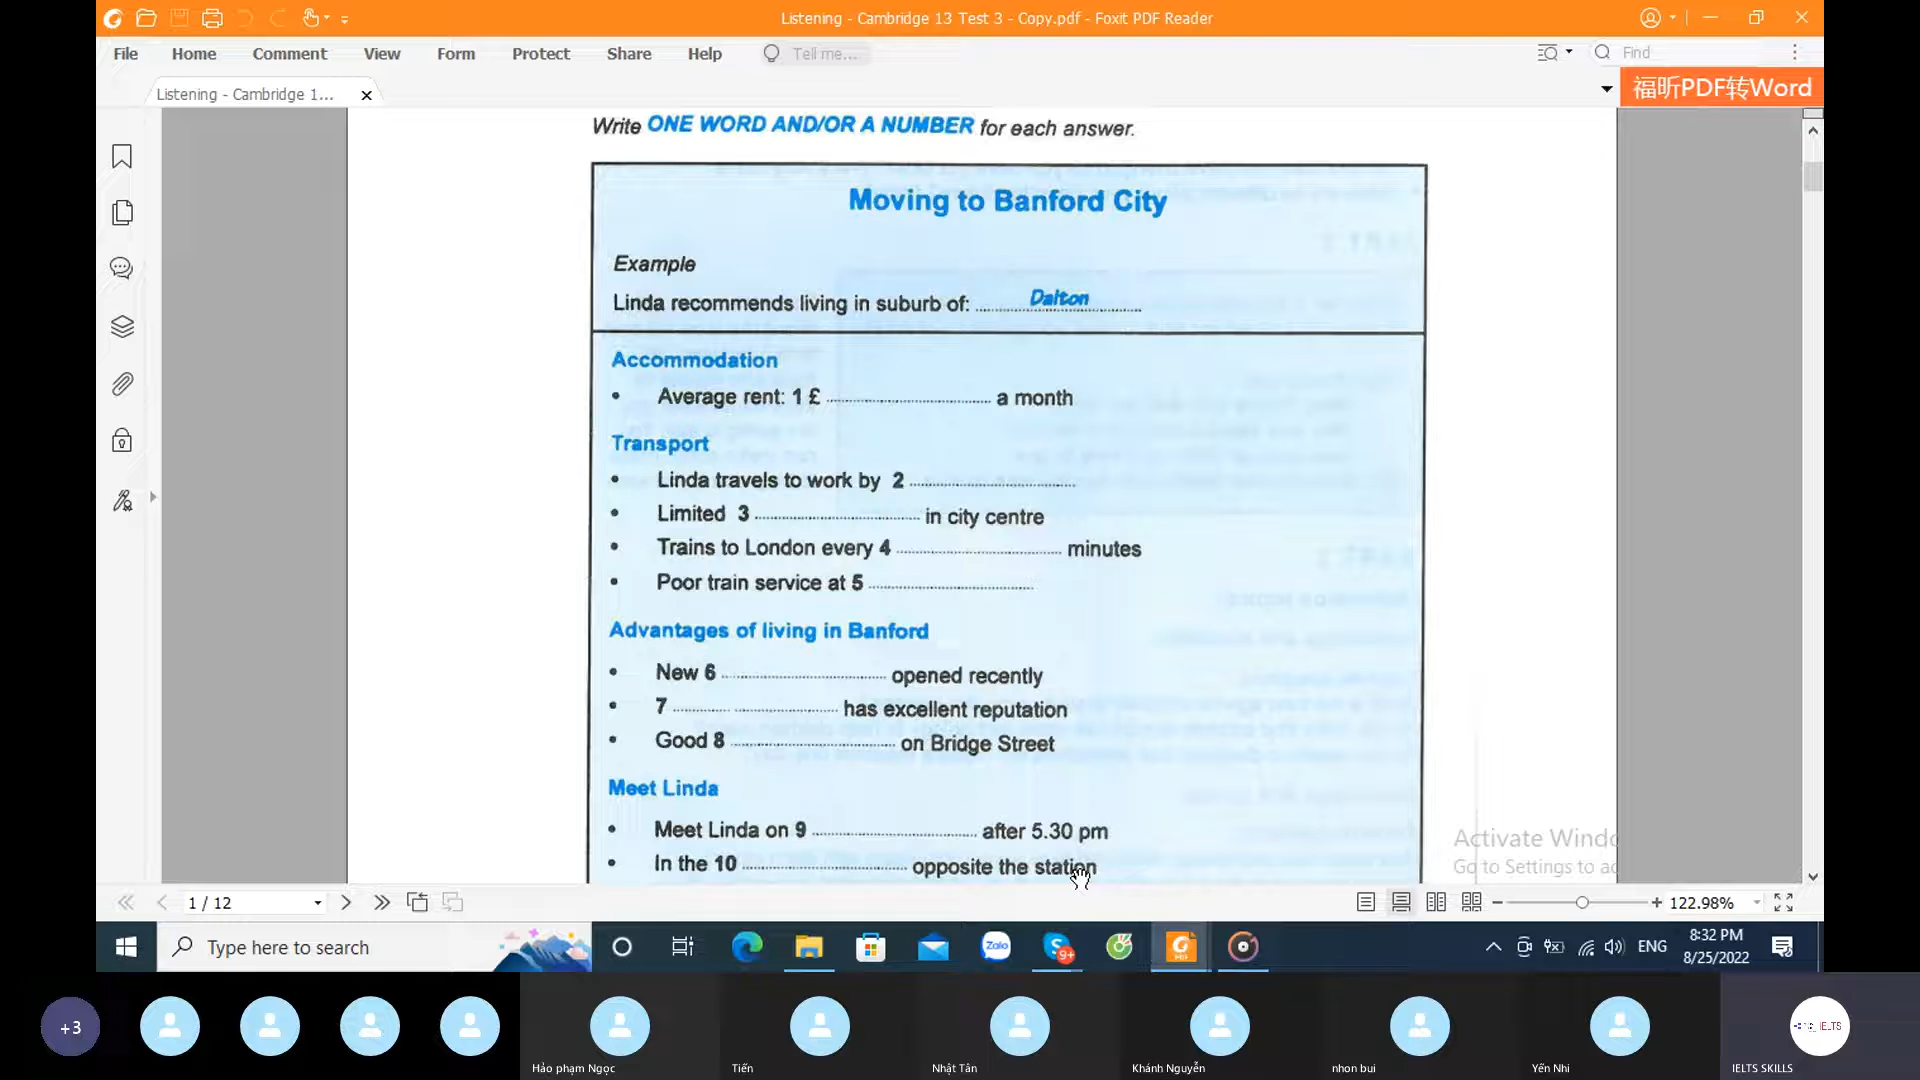 Listening - Cambridge 13 Test 3 - Copy.pdf - Foxit PDF Reader
File Home Comment View Form Protect Share Help Tell me... Find
Listening - Cambridge 1...
福昕PDF转Word
Write ONE WORD AND/OR A NUMBER for each answer.
Moving to Banford City
Example
Linda recommends living in suburb of: Dalton
Accommodation
• Average rent: 1 £ .................... a month
Transport
• Linda travels to work by 2 ....................
• Limited 3 .................... in city centre
• Trains to London every 4 .................... minutes
• Poor train service at 5 ....................
Advantages of living in Banford
• New 6 .................... opened recently
• 7 .................... has excellent reputation
• Good 8 .................... on Bridge Street
Meet Linda
• Meet Linda on 9 .................... after 5.30 pm
• In the 10 .................... opposite the station
Activate Windo
Go to Settings to ac
1 / 12
122.98%
Type here to search
Zalo
9+
ENG
8:32 PM
8/25/2022
+3
Hảo phạm Ngọc
Tiến
Nhật Tân
Khánh Nguyễn
nhon bui
Yến Nhi
IELTS SKILLS